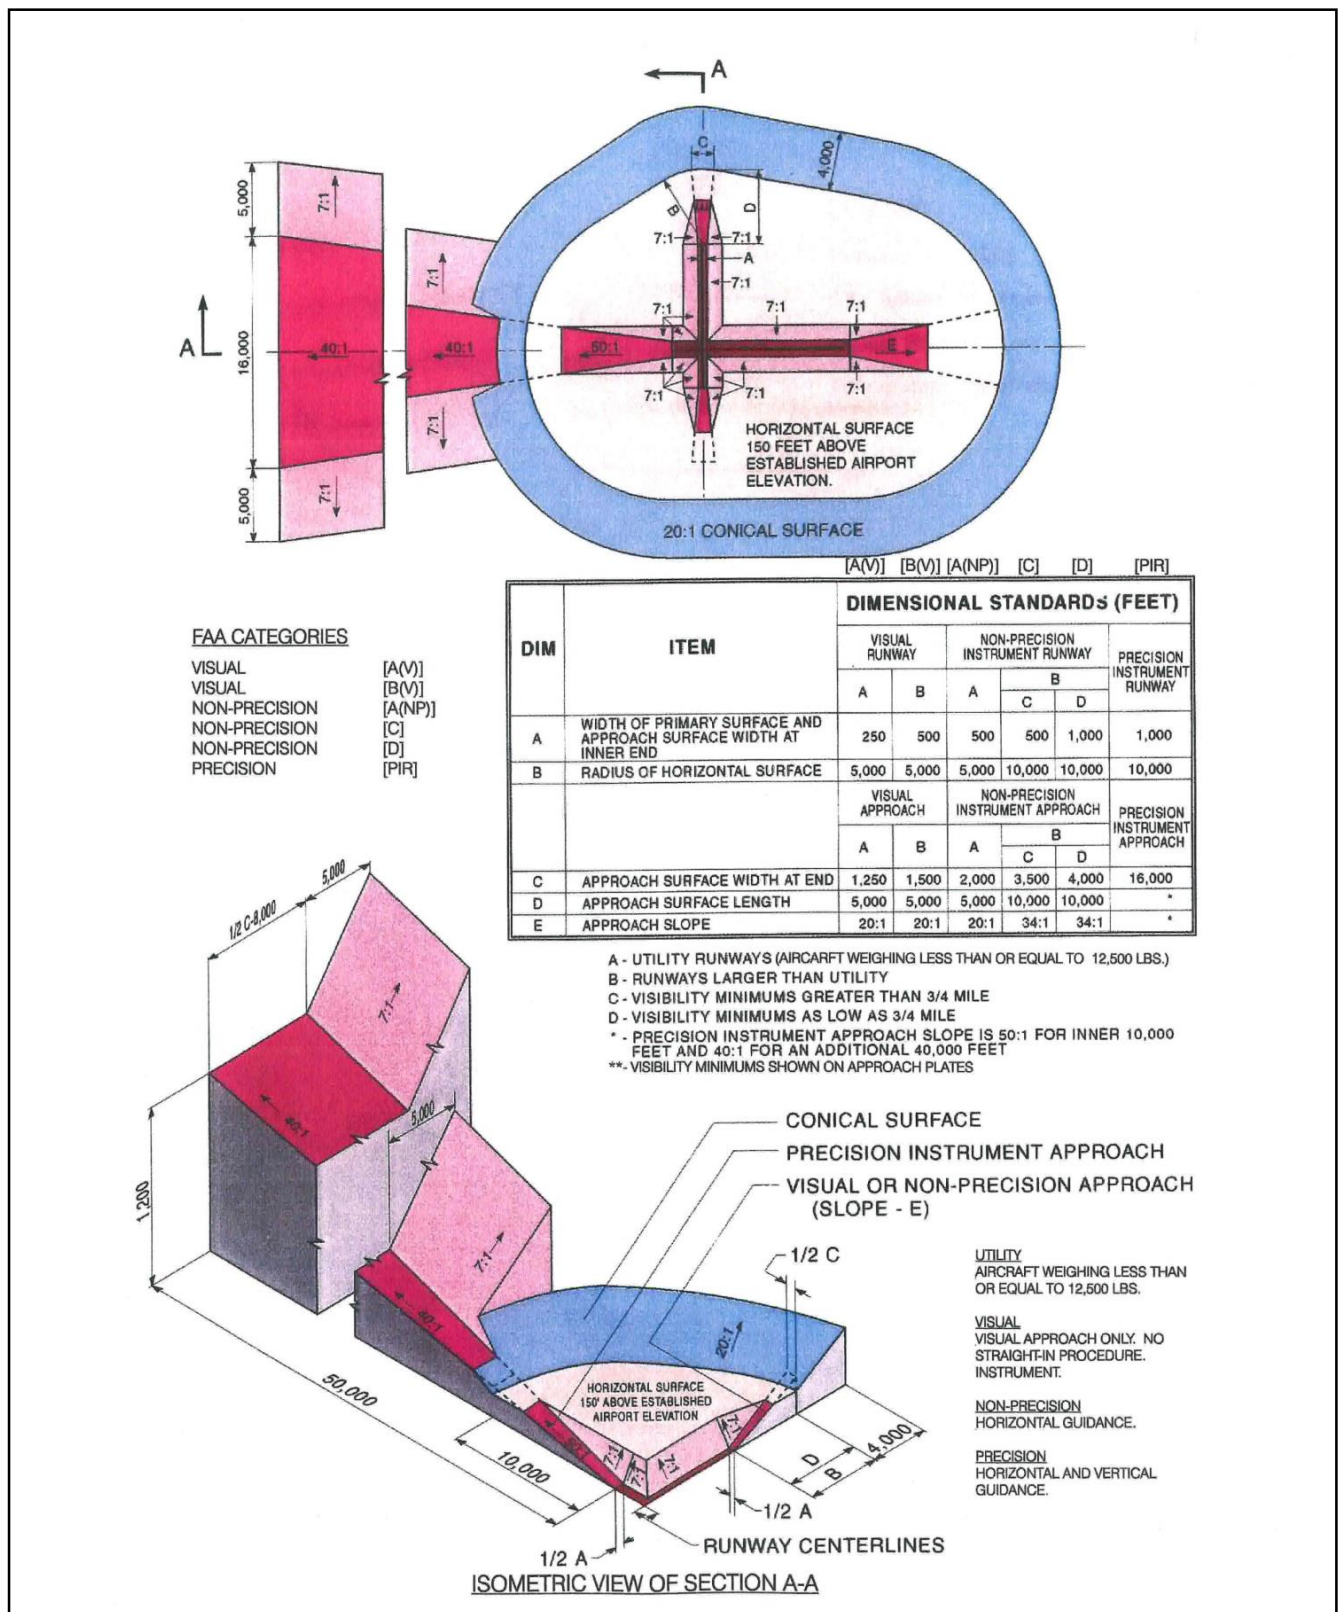 A
C
4,000
5,000
7:1
B
D
7:1
7:1
A
7:1
7:1
7:1
7:1
7:1
A
16,000
40:1
40:1
50:1
E
7:1
7:1
7:1
7:1
7:1
5,000
7:1
HORIZONTAL SURFACE
150 FEET ABOVE
ESTABLISHED AIRPORT
ELEVATION.
20:1 CONICAL SURFACE
[A(V)] [B(V)] [A(NP)] [C] [D] [PIR]
DIMENSIONAL STANDARDS (FEET)
DIM ITEM
VISUAL
RUNWAY
NON-PRECISION
INSTRUMENT RUNWAY
PRECISION
INSTRUMENT
RUNWAY
A B A B
C D
A WIDTH OF PRIMARY SURFACE AND
APPROACH SURFACE WIDTH AT
INNER END
250 500 500 500 1,000 1,000
B RADIUS OF HORIZONTAL SURFACE 5,000 5,000 5,000 10,000 10,000 10,000
VISUAL
APPROACH
NON-PRECISION
INSTRUMENT APPROACH
PRECISION
INSTRUMENT
APPROACH
A B A B
C D
C APPROACH SURFACE WIDTH AT END 1,250 1,500 2,000 3,500 4,000 16,000
D APPROACH SURFACE LENGTH 5,000 5,000 5,000 10,000 10,000 *
E APPROACH SLOPE 20:1 20:1 20:1 34:1 34:1 *
FAA CATEGORIES
VISUAL [A(V)]
VISUAL [B(V)]
NON-PRECISION [A(NP)]
NON-PRECISION [C]
NON-PRECISION [D]
PRECISION [PIR]
A - UTILITY RUNWAYS (AIRCARFT WEIGHING LESS THAN OR EQUAL TO 12,500 LBS.)
B - RUNWAYS LARGER THAN UTILITY
C - VISIBILITY MINIMUMS GREATER THAN 3/4 MILE
D - VISIBILITY MINIMUMS AS LOW AS 3/4 MILE
* - PRECISION INSTRUMENT APPROACH SLOPE IS 50:1 FOR INNER 10,000
FEET AND 40:1 FOR AN ADDITIONAL 40,000 FEET
**- VISIBILITY MINIMUMS SHOWN ON APPROACH PLATES
5,000
1/2 C-8,000
7:1
40:1
5,000
1,200
7:1
40:1
50,000
CONICAL SURFACE
PRECISION INSTRUMENT APPROACH
VISUAL OR NON-PRECISION APPROACH
(SLOPE - E)
1/2 C
20:1
HORIZONTAL SURFACE
150' ABOVE ESTABLISHED
AIRPORT ELEVATION
50:1
7:1
7:1
7:1
7:1
10,000
D
B
4,000
1/2 A
1/2 A
RUNWAY CENTERLINES
ISOMETRIC VIEW OF SECTION A-A
UTILITY
AIRCRAFT WEIGHING LESS THAN
OR EQUAL TO 12,500 LBS.
VISUAL
VISUAL APPROACH ONLY. NO
STRAIGHT-IN PROCEDURE.
INSTRUMENT.
NON-PRECISION
HORIZONTAL GUIDANCE.
PRECISION
HORIZONTAL AND VERTICAL
GUIDANCE.